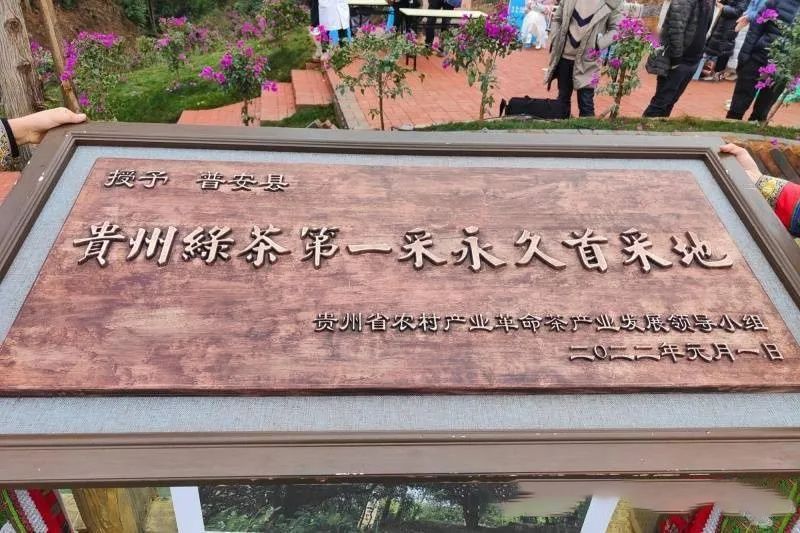 授予 普安县
貴州綠茶第一采永久首采地
贵州省农村产业革命茶产业发展领导小组
二〇二二年元月一日